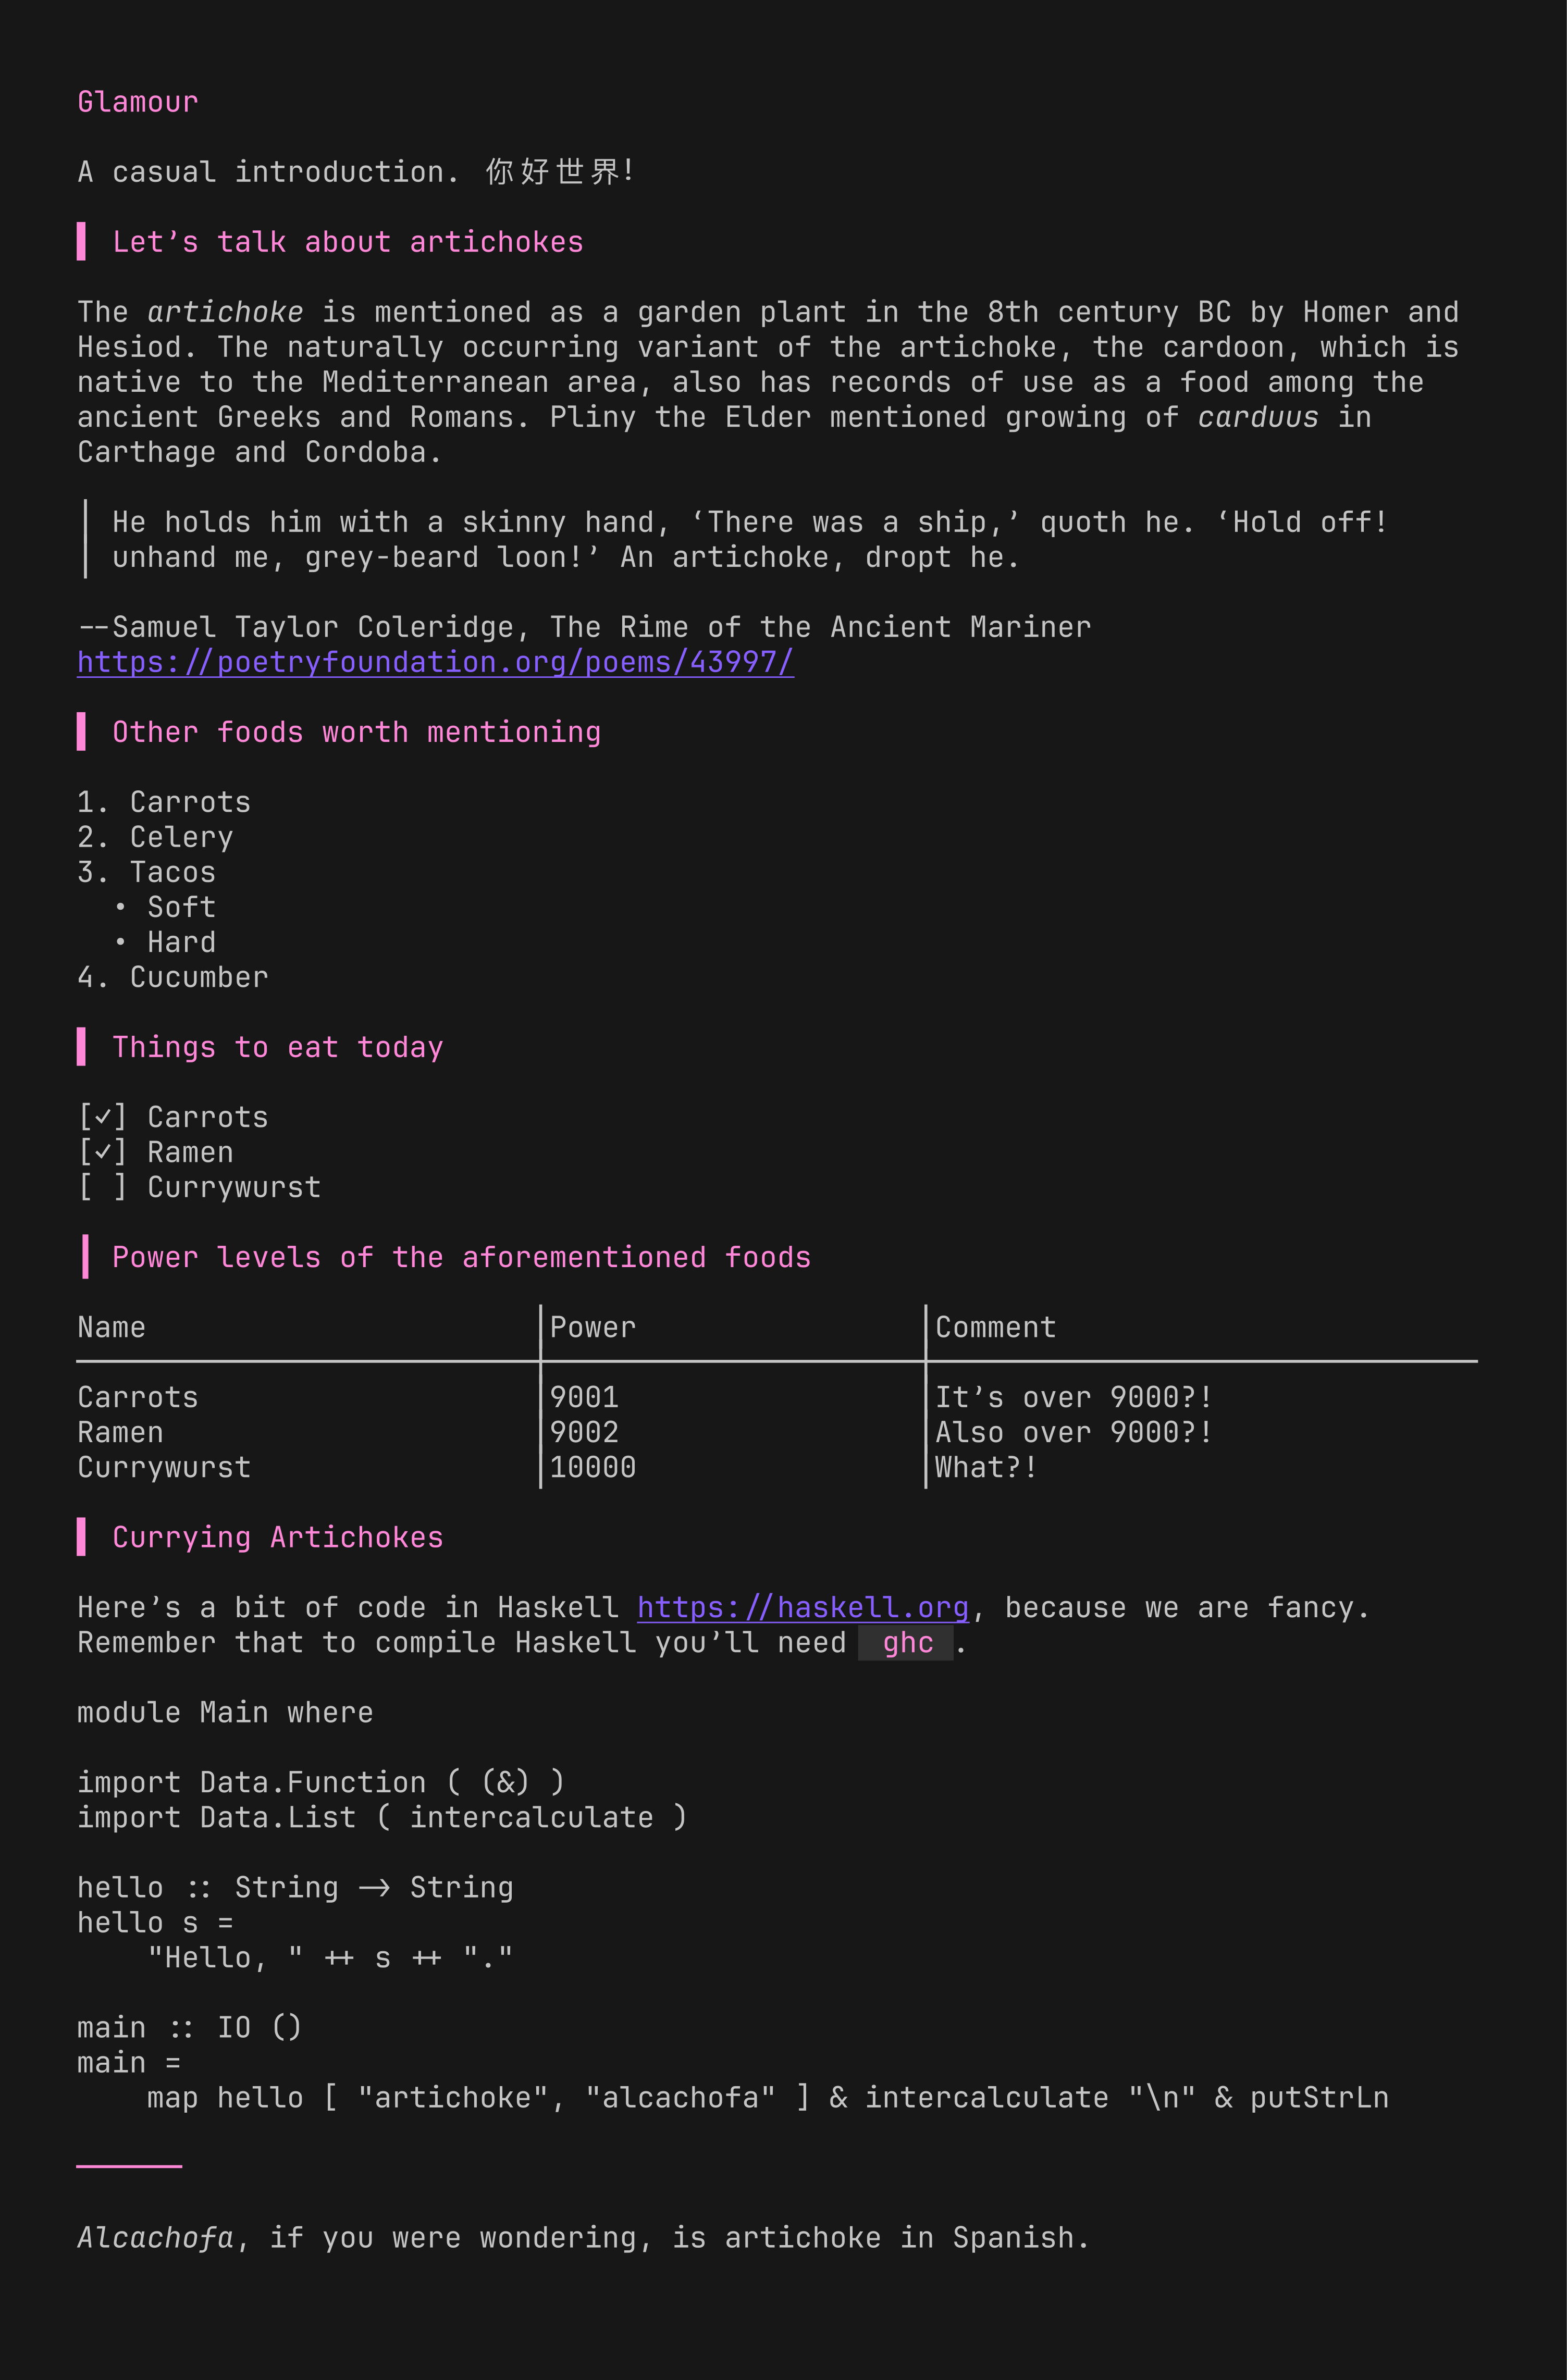 Glamour
A casual introduction. 你好世界!
Let’s talk about artichokes
The artichoke is mentioned as a garden plant in the 8th century BC by Homer and
Hesiod. The naturally occurring variant of the artichoke, the cardoon, which is
native to the Mediterranean area, also has records of use as a food among the
ancient Greeks and Romans. Pliny the Elder mentioned growing of carduus in
Carthage and Cordoba.
He holds him with a skinny hand, ‘There was a ship,’ quoth he. ‘Hold off!
unhand me, grey-beard loon!’ An artichoke, dropt he.
--Samuel Taylor Coleridge, The Rime of the Ancient Mariner
https://poetryfoundation.org/poems/43997/
Other foods worth mentioning
1. Carrots
2. Celery
3. Tacos
• Soft
• Hard
4. Cucumber
Things to eat today
[✓] Carrots
[✓] Ramen
[ ] Currywurst
Power levels of the aforementioned foods
Name │Power │Comment
Carrots │9001 │It’s over 9000?!
Ramen │9002 │Also over 9000?!
Currywurst │10000 │What?!
Currying Artichokes
Here’s a bit of code in Haskell https://haskell.org, because we are fancy.
Remember that to compile Haskell you’ll need ghc .
module Main where
import Data.Function ( (&) )
import Data.List ( intercalculate )
hello :: String -> String
hello s =
    "Hello, " ++ s ++ "."
main :: IO ()
main =
    map hello [ "artichoke", "alcachofa" ] & intercalculate "\n" & putStrLn
Alcachofa, if you were wondering, is artichoke in Spanish.